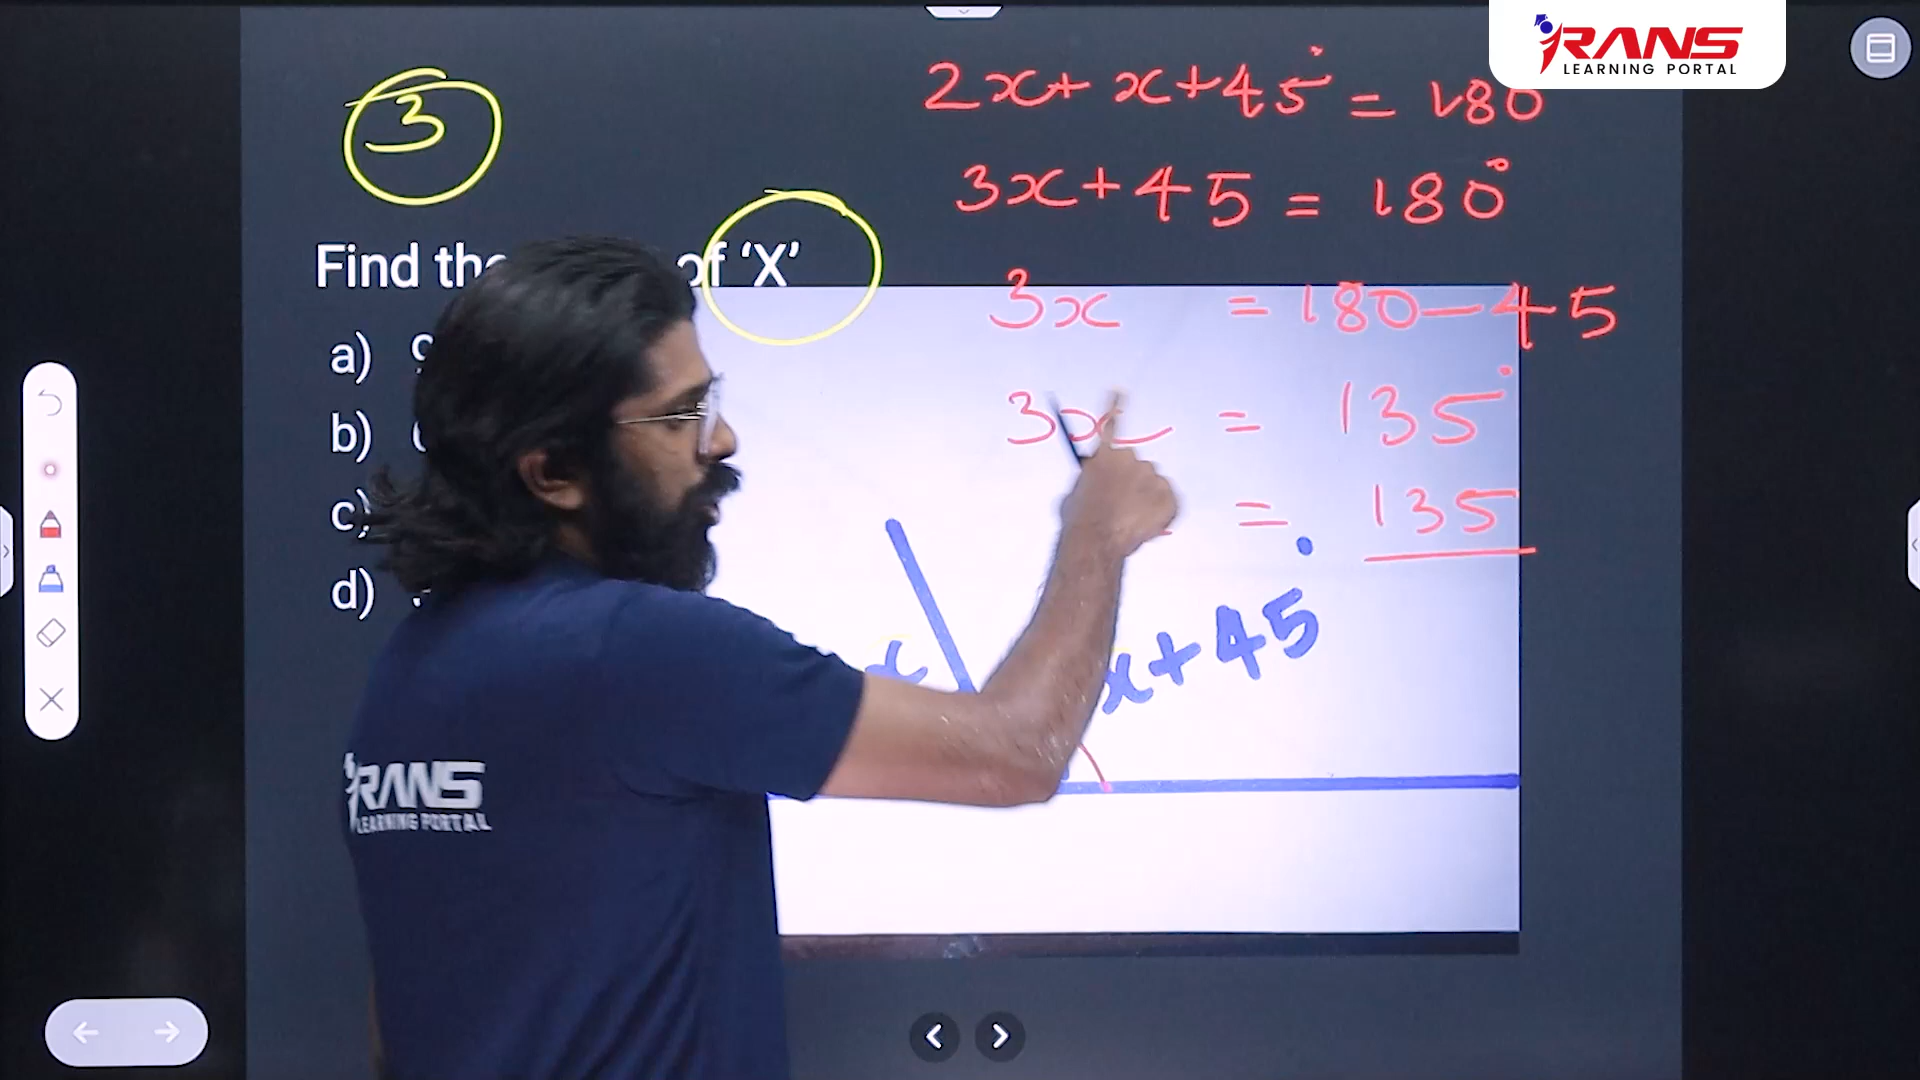 RANS
LEARNING PORTAL
3
2x + x + 45° = 180
3x + 45 = 180°
Find of ‘X’
3x = 180 – 45
a)
3x = 135°
b)
c)
= 135
d)
x
x + 45°
RANS
LEARNING PORTAL